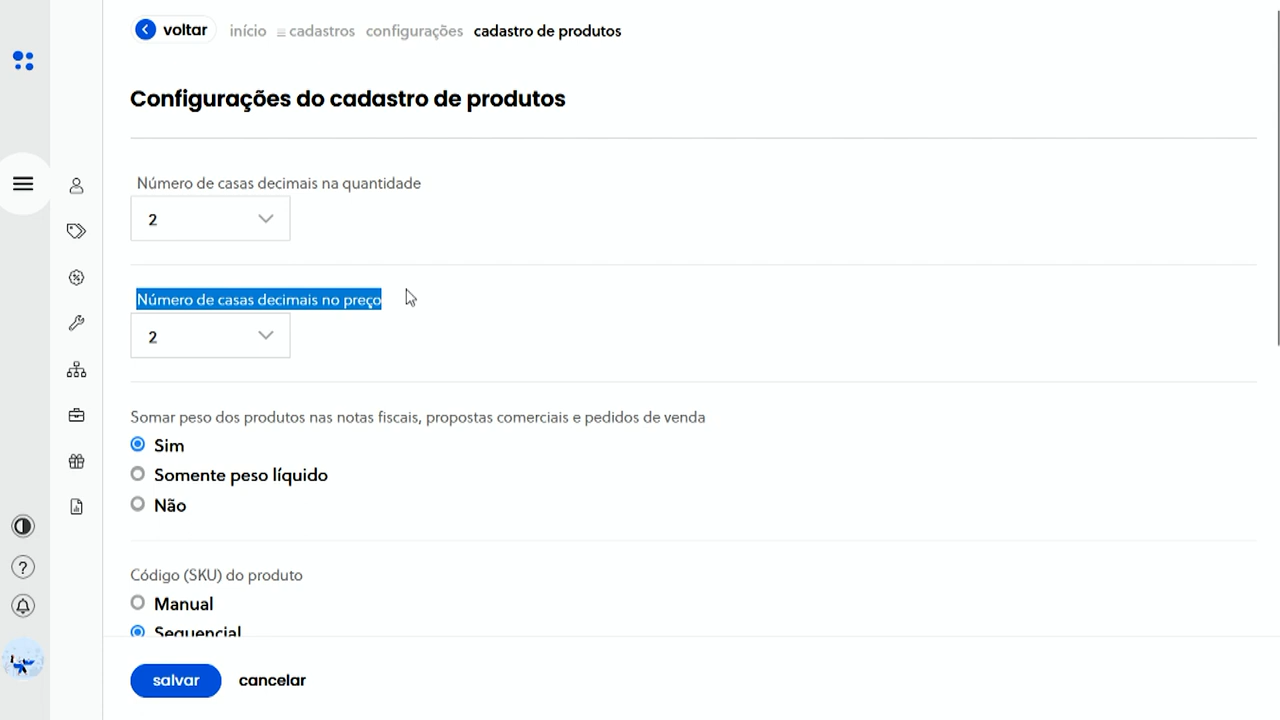 voltar início cadastros configurações cadastro de produtos
Configurações do cadastro de produtos
Número de casas decimais na quantidade
2
Número de casas decimais no preço
2
Somar peso dos produtos nas notas fiscais, propostas comerciais e pedidos de venda
Sim
Somente peso líquido
Não
Código (SKU) do produto
Manual
Sequencial
salvar cancelar